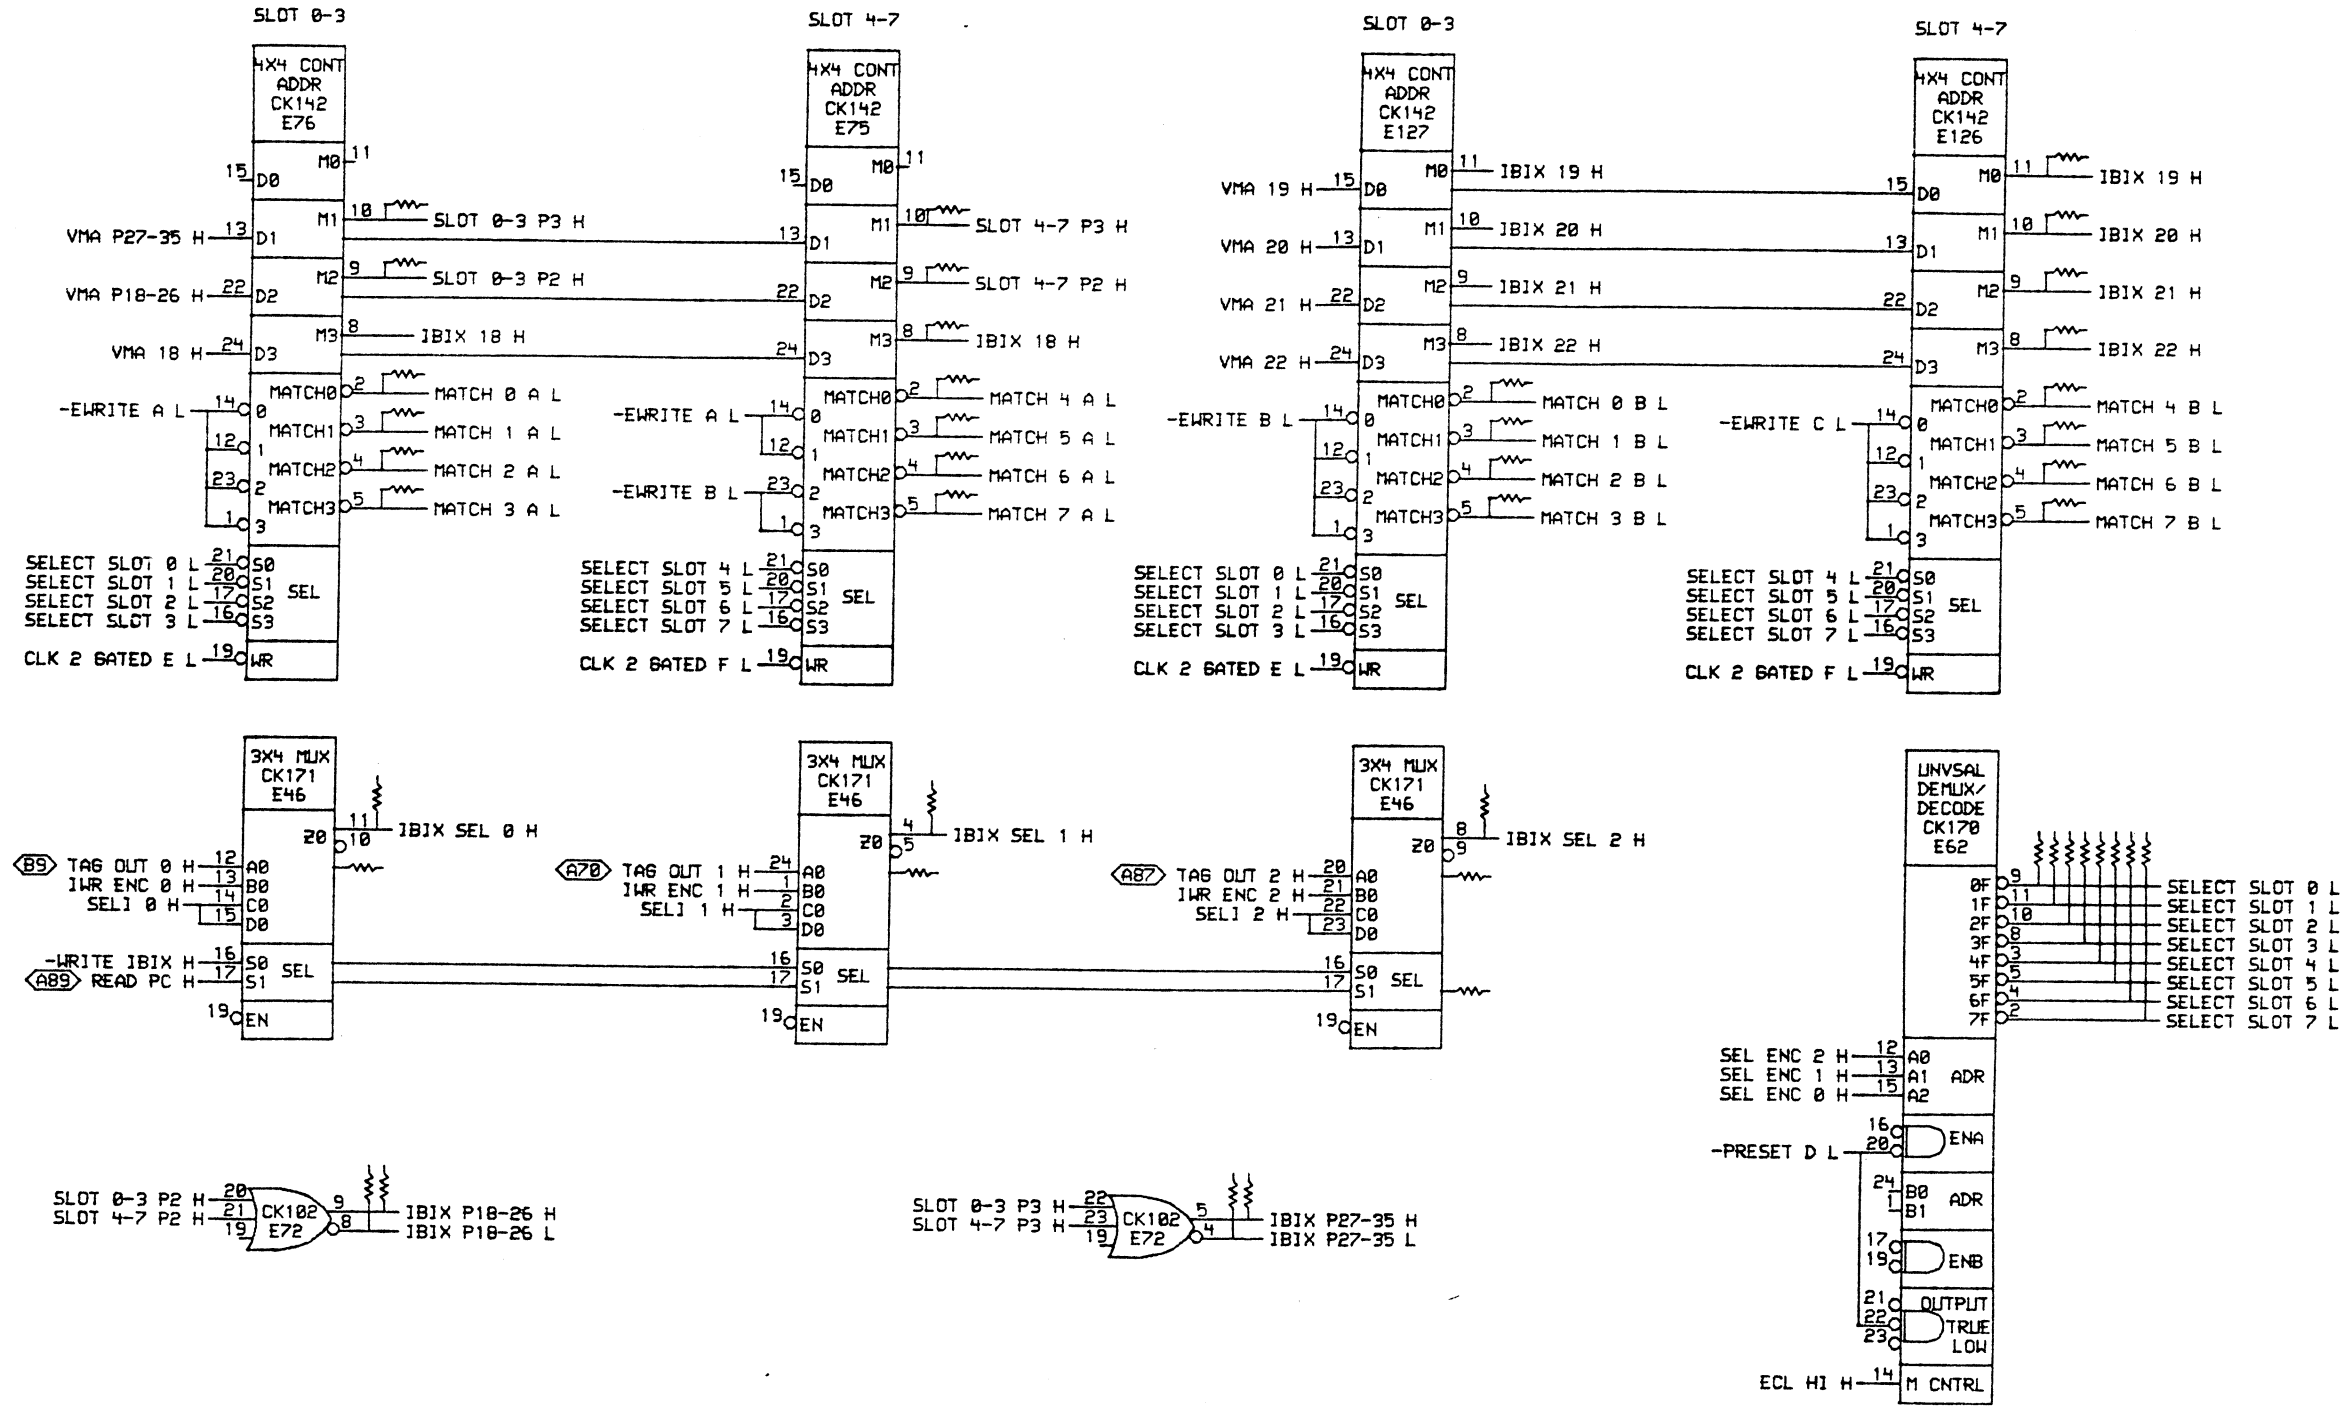 SLOT 0-3
4X4 CONT
ADDR
CK142
E76
M0 11
15 D0
M1 10 SLOT 0-3 P3 H
VMA P27-35 H 13 D1
M2 9 SLOT 0-3 P2 H
VMA P18-26 H 22 D2
M3 8 IBIX 18 H
VMA 18 H 24 D3
MATCH0 2 MATCH 0 A L
-EWRITE A L 14 0
MATCH1 3 MATCH 1 A L
12 1
MATCH2 4 MATCH 2 A L
23 2
MATCH3 5 MATCH 3 A L
1 3
SELECT SLOT 0 L 21 S0
SELECT SLOT 1 L 20 S1
SEL
SELECT SLOT 2 L 17 S2
SELECT SLOT 3 L 16 S3
CLK 2 GATED E L 19 WR
SLOT 4-7
4X4 CONT
ADDR
CK142
E75
M0 11
15 D0
M1 10 SLOT 4-7 P3 H
13 D1
M2 9 SLOT 4-7 P2 H
22 D2
M3 8 IBIX 18 H
24 D3
MATCH0 2 MATCH 4 A L
-EWRITE A L 14 0
MATCH1 3 MATCH 5 A L
12 1
MATCH2 4 MATCH 6 A L
-EWRITE B L 23 2
MATCH3 5 MATCH 7 A L
1 3
SELECT SLOT 4 L 21 S0
SELECT SLOT 5 L 20 S1
SEL
SELECT SLOT 6 L 17 S2
SELECT SLOT 7 L 16 S3
CLK 2 GATED F L 19 WR
SLOT 0-3
4X4 CONT
ADDR
CK142
E127
M0 11 IBIX 19 H
VMA 19 H 15 D0
M1 10 IBIX 20 H
VMA 20 H 13 D1
M2 9 IBIX 21 H
VMA 21 H 22 D2
M3 8 IBIX 22 H
VMA 22 H 24 D3
MATCH0 2 MATCH 0 B L
-EWRITE B L 14 0
MATCH1 3 MATCH 1 B L
12 1
MATCH2 4 MATCH 2 B L
23 2
MATCH3 5 MATCH 3 B L
1 3
SELECT SLOT 0 L 21 S0
SELECT SLOT 1 L 20 S1
SEL
SELECT SLOT 2 L 17 S2
SELECT SLOT 3 L 16 S3
CLK 2 GATED E L 19 WR
SLOT 4-7
4X4 CONT
ADDR
CK142
E126
M0 11 IBIX 19 H
15 D0
M1 10 IBIX 20 H
13 D1
M2 9 IBIX 21 H
22 D2
M3 8 IBIX 22 H
24 D3
MATCH0 2 MATCH 4 B L
-EWRITE C L 14 0
MATCH1 3 MATCH 5 B L
12 1
MATCH2 4 MATCH 6 B L
23 2
MATCH3 5 MATCH 7 B L
1 3
SELECT SLOT 4 L 21 S0
SELECT SLOT 5 L 20 S1
SEL
SELECT SLOT 6 L 17 S2
SELECT SLOT 7 L 16 S3
CLK 2 GATED F L 19 WR
3X4 MUX
CK171
E46
Z0 11 IBIX SEL 0 H
10
B9 TAG OUT 0 H 12 A0
IWR ENC 0 H 13 B0
SELI 0 H 14 C0
15 D0
-WRITE IBIX H 16 S0
SEL
A89 READ PC H 17 S1
19 EN
3X4 MUX
CK171
E46
Z0 4 IBIX SEL 1 H
5
A70 TAG OUT 1 H 24 A0
IWR ENC 1 H 1 B0
SELI 1 H 2 C0
3 D0
16 S0
SEL
17 S1
19 EN
3X4 MUX
CK171
E46
Z0 8 IBIX SEL 2 H
9
A87 TAG OUT 2 H 20 A0
IWR ENC 2 H 21 B0
SELI 2 H 22 C0
23 D0
16 S0
SEL
17 S1
19 EN
UNVSAL
DEMUX/
DECODE
CK170
E62
0F 9 SELECT SLOT 0 L
1F 11 SELECT SLOT 1 L
2F 10 SELECT SLOT 2 L
3F 8 SELECT SLOT 3 L
4F 3 SELECT SLOT 4 L
5F 5 SELECT SLOT 5 L
6F 4 SELECT SLOT 6 L
7F 2 SELECT SLOT 7 L
SEL ENC 2 H 12 A0
SEL ENC 1 H 13 A1 ADR
SEL ENC 0 H 15 A2
16
ENA
-PRESET D L 20
24 B0
ADR
1 B1
17
ENB
19
21 OUTPUT
22 TRUE
23 LOW
ECL HI H 14 M CNTRL
SLOT 0-3 P2 H 20
SLOT 4-7 P2 H 21
19
CK102
E72
9 IBIX P18-26 H
8 IBIX P18-26 L
SLOT 0-3 P3 H 22
SLOT 4-7 P3 H 23
19
CK102
E72
5 IBIX P27-35 H
4 IBIX P27-35 L